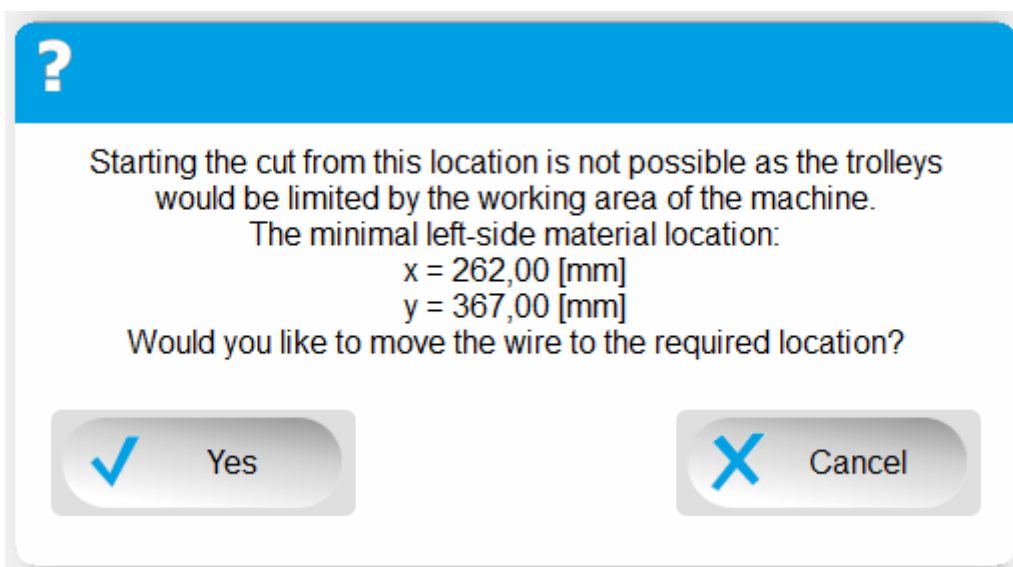 ?
Starting the cut from this location is not possible as the trolleys
would be limited by the working area of the machine.
The minimal left-side material location:
x = 262,00 [mm]
y = 367,00 [mm]
Would you like to move the wire to the required location?
Yes
Cancel